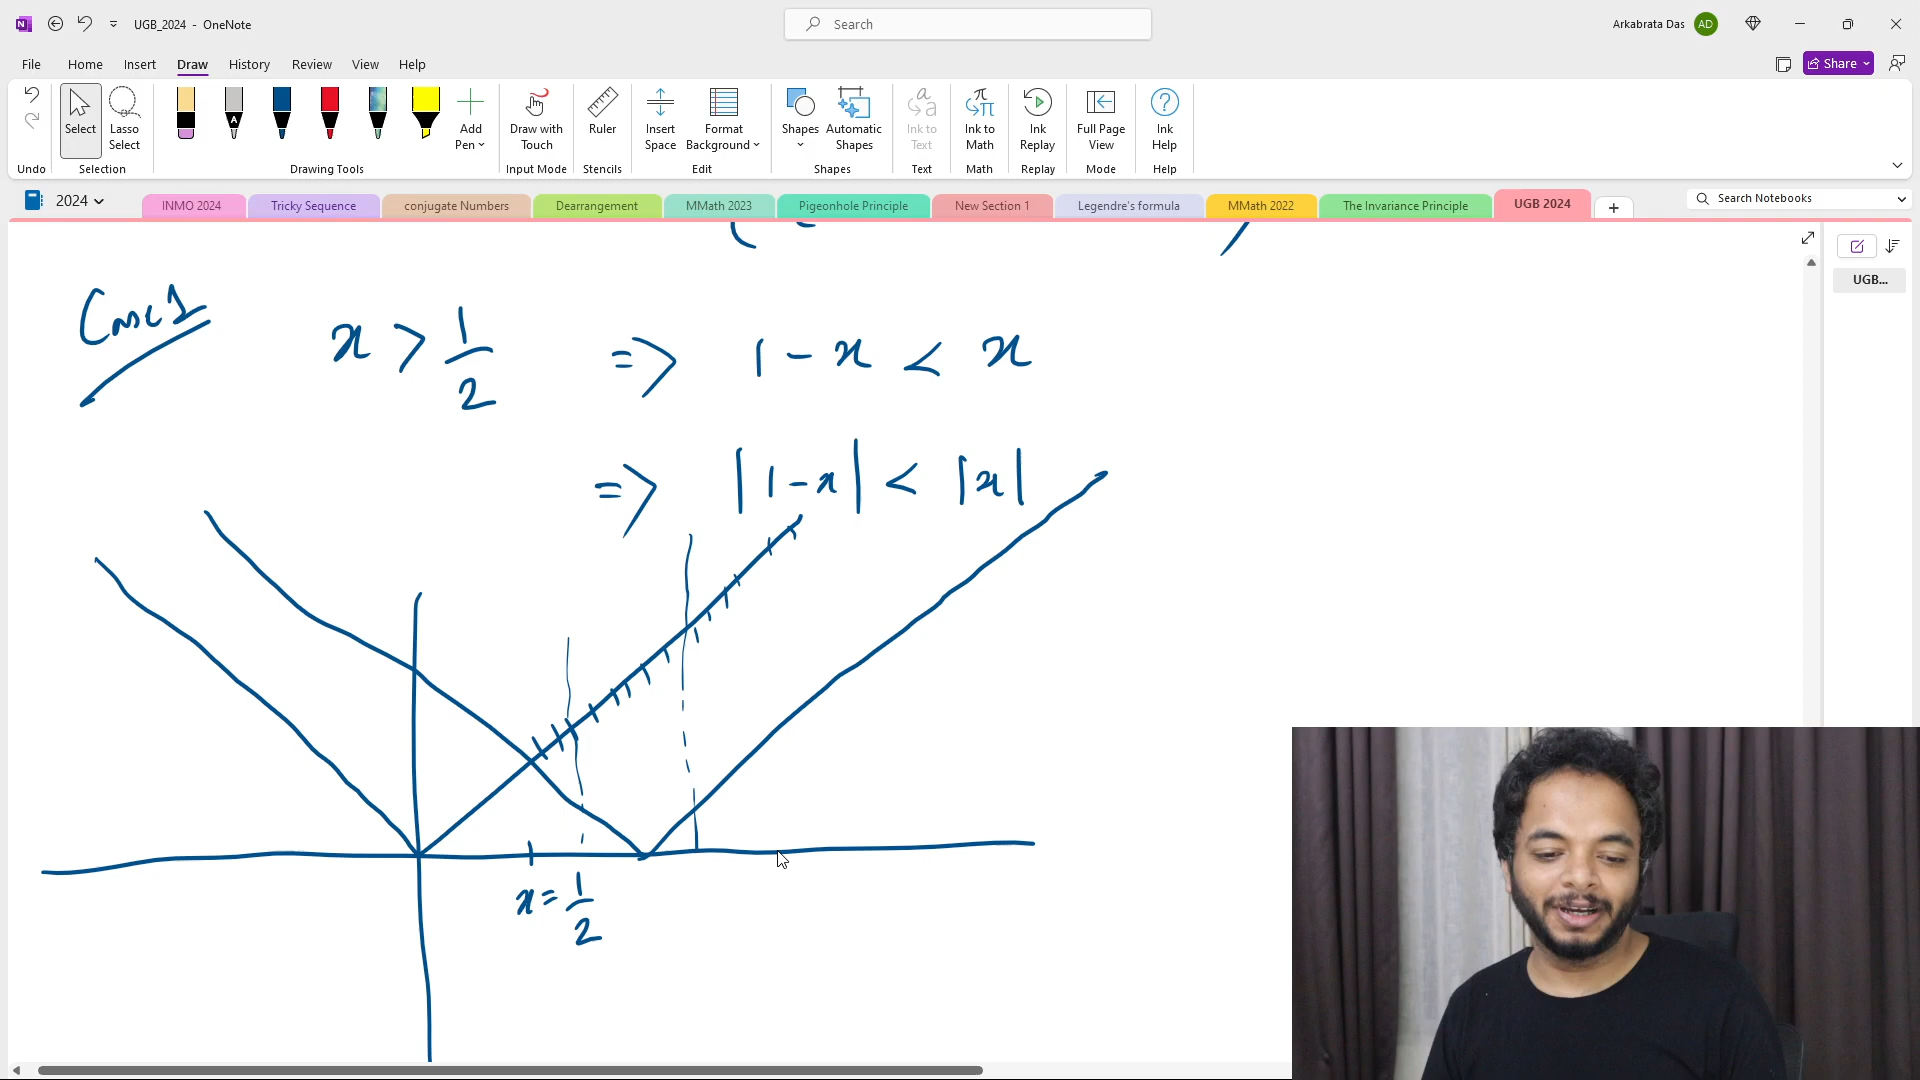 UGB_2024 - OneNote
Search
Arkabrata Das AD
File Home Insert Draw History Review View Help
Share
Select
Lasso Select
A
Add Pen
Draw with Touch
Ruler
Insert Space
Format Background
Shapes
Automatic Shapes
Ink to Text
Ink to Math
Ink Replay
Full Page View
Ink Help
Undo Selection Drawing Tools Input Mode Stencils Edit Shapes Text Math Replay Mode Help
2024
INMO 2024 Tricky Sequence conjugate Numbers Dearrangement MMath 2023 Pigeonhole Principle New Section 1 Legendre's formula MMath 2022 The Invariance Principle UGB 2024 +
Search Notebooks
UGB...
Case 1
x > 1/2 => 1 - x < x
=> |1-x| < |x|
x = 1/2